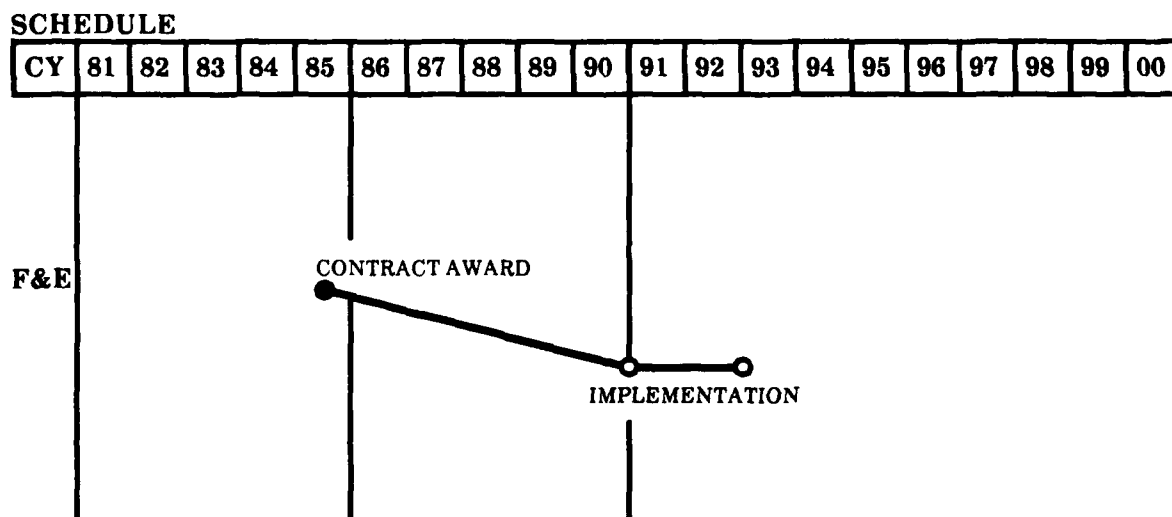 SCHEDULE
CY 81 82 83 84 85 86 87 88 89 90 91 92 93 94 95 96 97 98 99 00
CONTRACT AWARD
F&E
IMPLEMENTATION